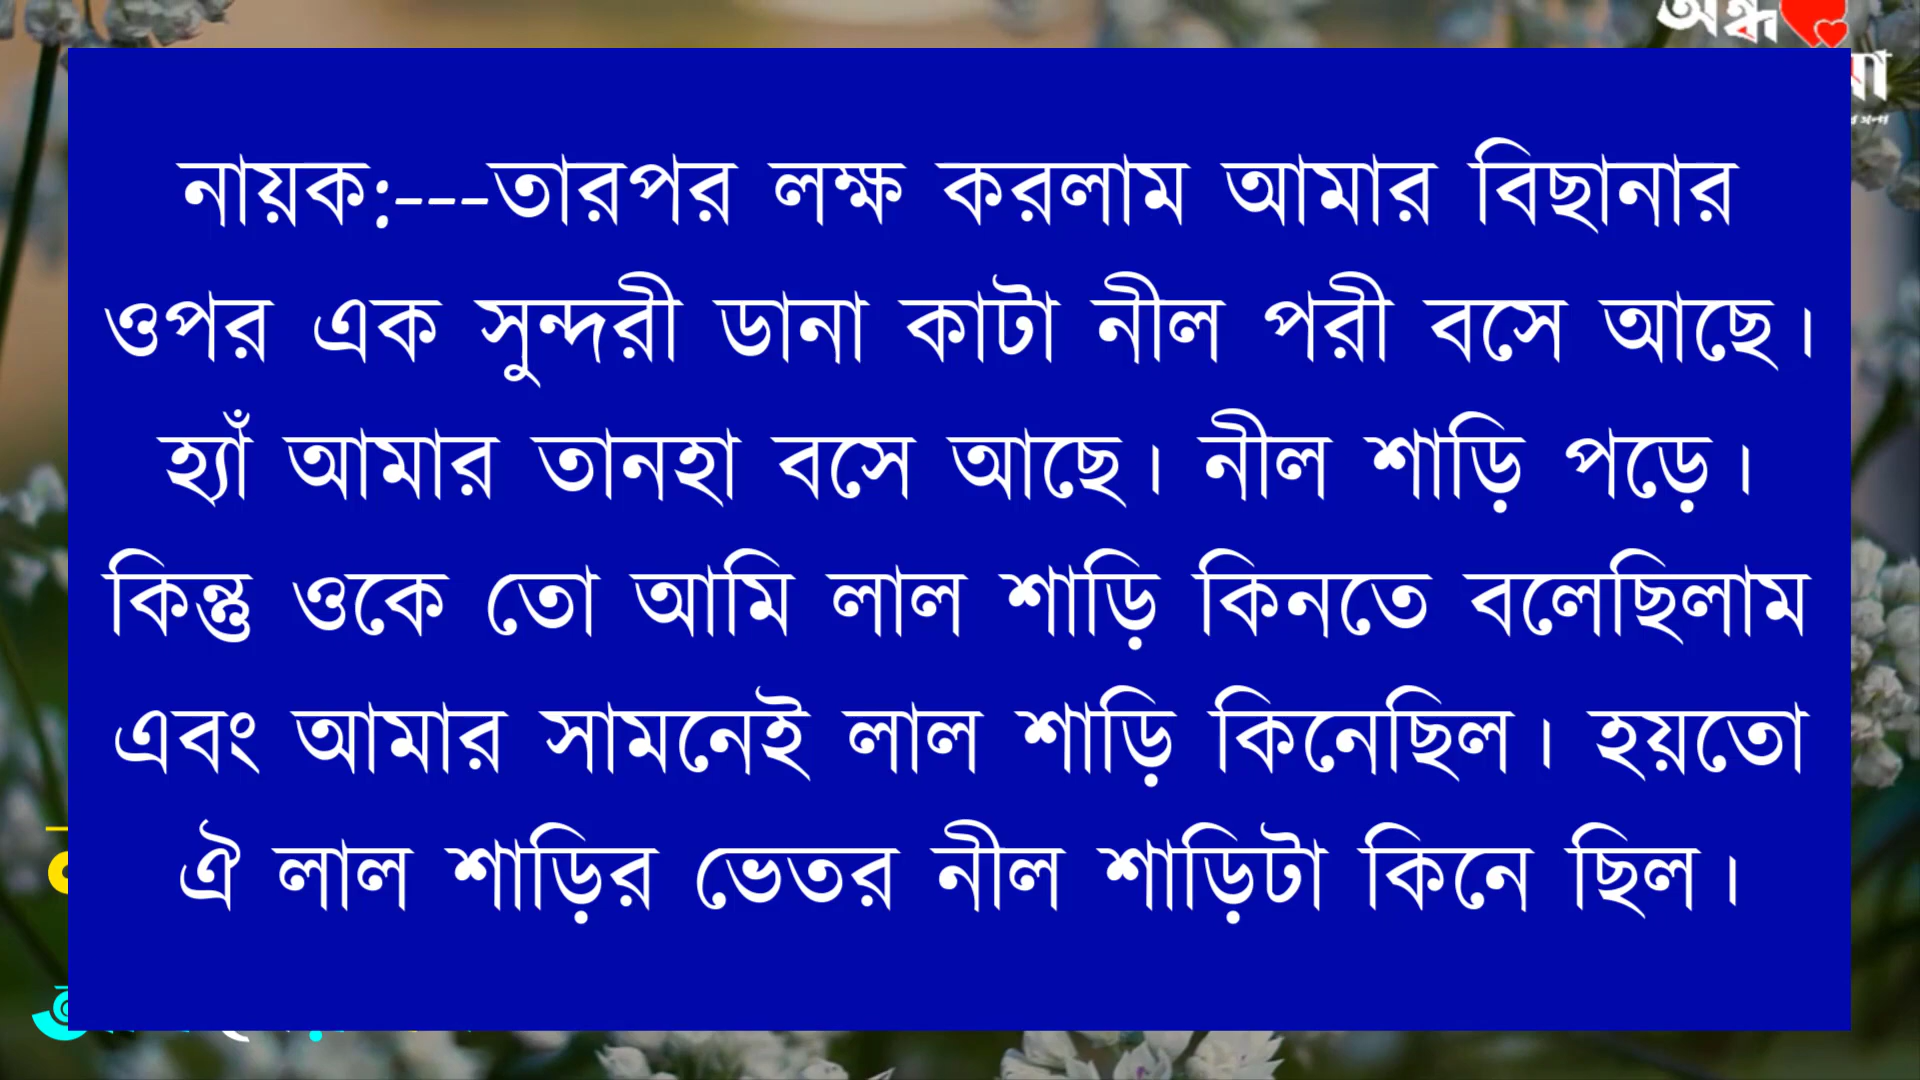 অন্ধ
নায়ক:---তারপর লক্ষ করলাম আমার বিছানার
ওপর এক সুন্দরী ডানা কাটা নীল পরী বসে আছে।
হ্যাঁ আমার তানহা বসে আছে। নীল শাড়ি পড়ে।
কিন্তু ওকে তো আমি লাল শাড়ি কিনতে বলেছিলাম
এবং আমার সামনেই লাল শাড়ি কিনেছিল। হয়তো
ঐ লাল শাড়ির ভেতর নীল শাড়িটা কিনে ছিল।